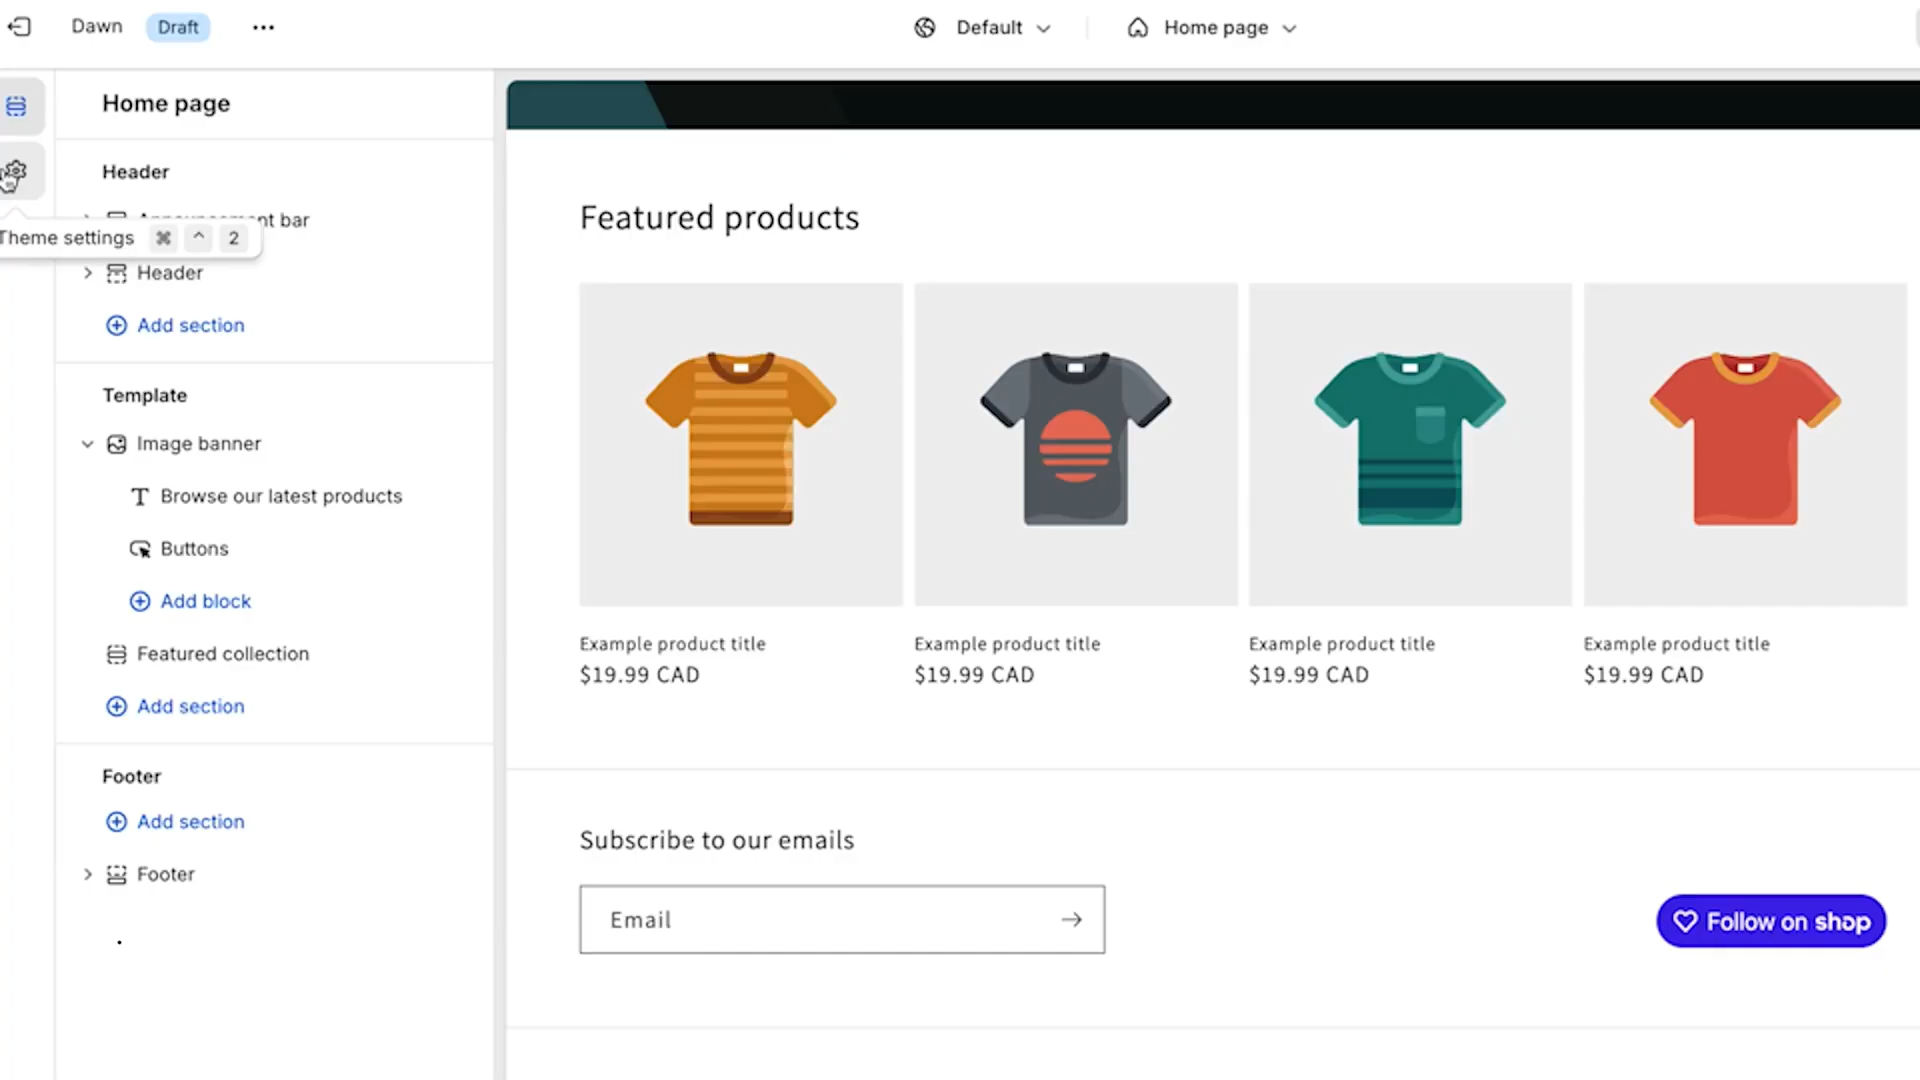 Dawn Draft ...
Default
Home page
Home page
Header
Announcement bar
Theme settings ⌘ ^ 2
Header
Add section
Template
Image banner
Browse our latest products
Buttons
Add block
Featured collection
Add section
Footer
Add section
Footer
Featured products
Example product title
$19.99 CAD
Example product title
$19.99 CAD
Example product title
$19.99 CAD
Example product title
$19.99 CAD
Subscribe to our emails
Email
Follow on shop